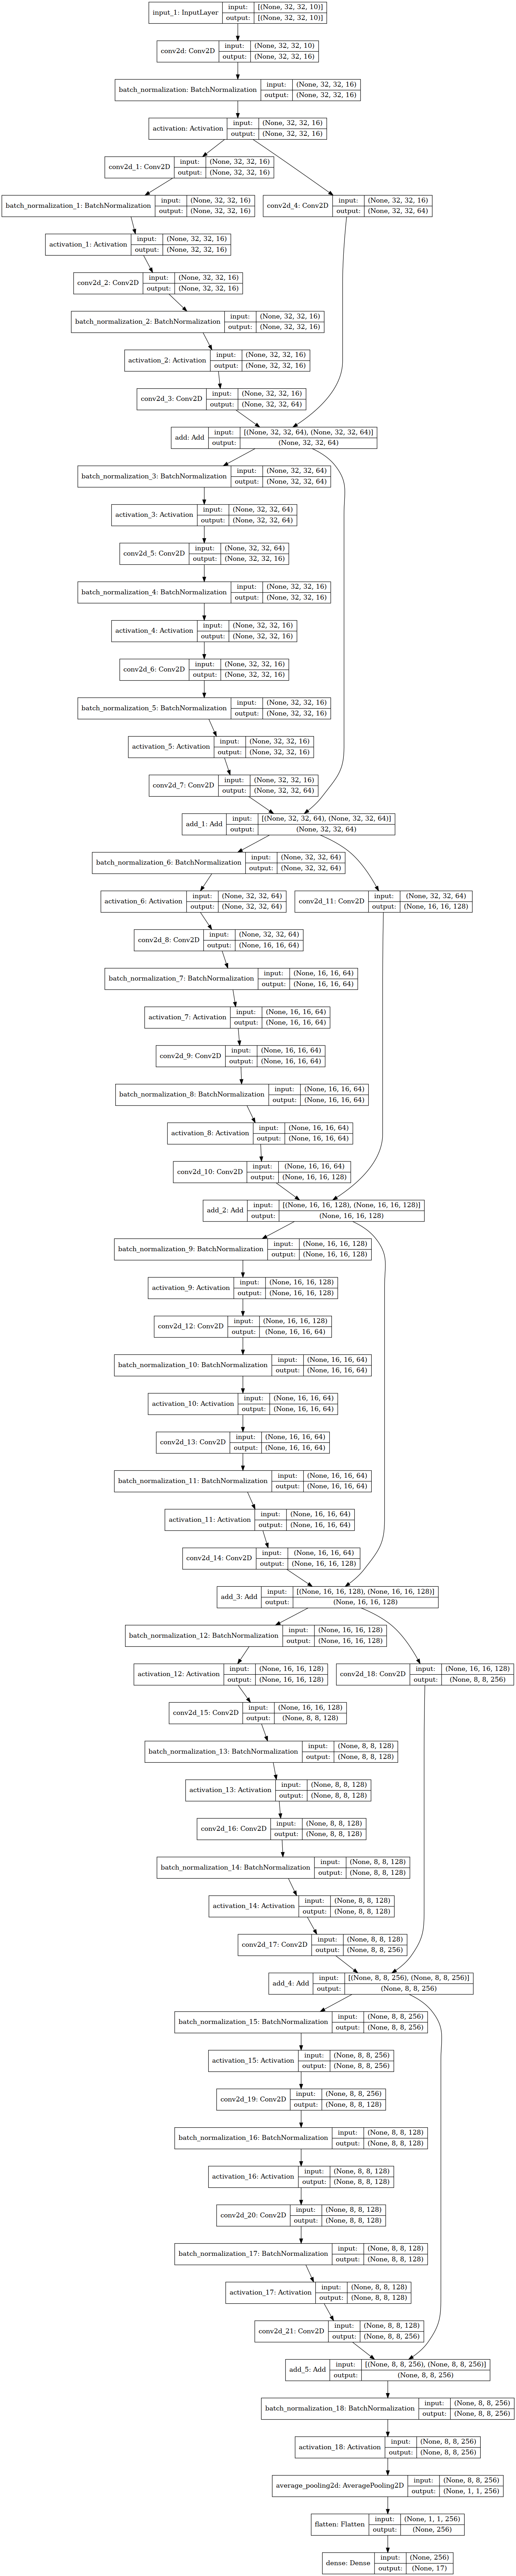 input_1: InputLayer input: [(None, 32, 32, 10)]
output: [(None, 32, 32, 10)]
conv2d: Conv2D input: (None, 32, 32, 10)
output: (None, 32, 32, 16)
batch_normalization: BatchNormalization input: (None, 32, 32, 16)
output: (None, 32, 32, 16)
activation: Activation input: (None, 32, 32, 16)
output: (None, 32, 32, 16)
conv2d_1: Conv2D input: (None, 32, 32, 16)
output: (None, 32, 32, 16)
batch_normalization_1: BatchNormalization input: (None, 32, 32, 16)
output: (None, 32, 32, 16)
conv2d_4: Conv2D input: (None, 32, 32, 16)
output: (None, 32, 32, 64)
activation_1: Activation input: (None, 32, 32, 16)
output: (None, 32, 32, 16)
conv2d_2: Conv2D input: (None, 32, 32, 16)
output: (None, 32, 32, 16)
batch_normalization_2: BatchNormalization input: (None, 32, 32, 16)
output: (None, 32, 32, 16)
activation_2: Activation input: (None, 32, 32, 16)
output: (None, 32, 32, 16)
conv2d_3: Conv2D input: (None, 32, 32, 16)
output: (None, 32, 32, 64)
add: Add input: [(None, 32, 32, 64), (None, 32, 32, 64)]
output: (None, 32, 32, 64)
batch_normalization_3: BatchNormalization input: (None, 32, 32, 64)
output: (None, 32, 32, 64)
activation_3: Activation input: (None, 32, 32, 64)
output: (None, 32, 32, 64)
conv2d_5: Conv2D input: (None, 32, 32, 64)
output: (None, 32, 32, 16)
batch_normalization_4: BatchNormalization input: (None, 32, 32, 16)
output: (None, 32, 32, 16)
activation_4: Activation input: (None, 32, 32, 16)
output: (None, 32, 32, 16)
conv2d_6: Conv2D input: (None, 32, 32, 16)
output: (None, 32, 32, 16)
batch_normalization_5: BatchNormalization input: (None, 32, 32, 16)
output: (None, 32, 32, 16)
activation_5: Activation input: (None, 32, 32, 16)
output: (None, 32, 32, 16)
conv2d_7: Conv2D input: (None, 32, 32, 16)
output: (None, 32, 32, 64)
add_1: Add input: [(None, 32, 32, 64), (None, 32, 32, 64)]
output: (None, 32, 32, 64)
batch_normalization_6: BatchNormalization input: (None, 32, 32, 64)
output: (None, 32, 32, 64)
activation_6: Activation input: (None, 32, 32, 64)
output: (None, 32, 32, 64)
conv2d_11: Conv2D input: (None, 32, 32, 64)
output: (None, 16, 16, 128)
conv2d_8: Conv2D input: (None, 32, 32, 64)
output: (None, 16, 16, 64)
batch_normalization_7: BatchNormalization input: (None, 16, 16, 64)
output: (None, 16, 16, 64)
activation_7: Activation input: (None, 16, 16, 64)
output: (None, 16, 16, 64)
conv2d_9: Conv2D input: (None, 16, 16, 64)
output: (None, 16, 16, 64)
batch_normalization_8: BatchNormalization input: (None, 16, 16, 64)
output: (None, 16, 16, 64)
activation_8: Activation input: (None, 16, 16, 64)
output: (None, 16, 16, 64)
conv2d_10: Conv2D input: (None, 16, 16, 64)
output: (None, 16, 16, 128)
add_2: Add input: [(None, 16, 16, 128), (None, 16, 16, 128)]
output: (None, 16, 16, 128)
batch_normalization_9: BatchNormalization input: (None, 16, 16, 128)
output: (None, 16, 16, 128)
activation_9: Activation input: (None, 16, 16, 128)
output: (None, 16, 16, 128)
conv2d_12: Conv2D input: (None, 16, 16, 128)
output: (None, 16, 16, 64)
batch_normalization_10: BatchNormalization input: (None, 16, 16, 64)
output: (None, 16, 16, 64)
activation_10: Activation input: (None, 16, 16, 64)
output: (None, 16, 16, 64)
conv2d_13: Conv2D input: (None, 16, 16, 64)
output: (None, 16, 16, 64)
batch_normalization_11: BatchNormalization input: (None, 16, 16, 64)
output: (None, 16, 16, 64)
activation_11: Activation input: (None, 16, 16, 64)
output: (None, 16, 16, 64)
conv2d_14: Conv2D input: (None, 16, 16, 64)
output: (None, 16, 16, 128)
add_3: Add input: [(None, 16, 16, 128), (None, 16, 16, 128)]
output: (None, 16, 16, 128)
batch_normalization_12: BatchNormalization input: (None, 16, 16, 128)
output: (None, 16, 16, 128)
activation_12: Activation input: (None, 16, 16, 128)
output: (None, 16, 16, 128)
conv2d_18: Conv2D input: (None, 16, 16, 128)
output: (None, 8, 8, 256)
conv2d_15: Conv2D input: (None, 16, 16, 128)
output: (None, 8, 8, 128)
batch_normalization_13: BatchNormalization input: (None, 8, 8, 128)
output: (None, 8, 8, 128)
activation_13: Activation input: (None, 8, 8, 128)
output: (None, 8, 8, 128)
conv2d_16: Conv2D input: (None, 8, 8, 128)
output: (None, 8, 8, 128)
batch_normalization_14: BatchNormalization input: (None, 8, 8, 128)
output: (None, 8, 8, 128)
activation_14: Activation input: (None, 8, 8, 128)
output: (None, 8, 8, 128)
conv2d_17: Conv2D input: (None, 8, 8, 128)
output: (None, 8, 8, 256)
add_4: Add input: [(None, 8, 8, 256), (None, 8, 8, 256)]
output: (None, 8, 8, 256)
batch_normalization_15: BatchNormalization input: (None, 8, 8, 256)
output: (None, 8, 8, 256)
activation_15: Activation input: (None, 8, 8, 256)
output: (None, 8, 8, 256)
conv2d_19: Conv2D input: (None, 8, 8, 256)
output: (None, 8, 8, 128)
batch_normalization_16: BatchNormalization input: (None, 8, 8, 128)
output: (None, 8, 8, 128)
activation_16: Activation input: (None, 8, 8, 128)
output: (None, 8, 8, 128)
conv2d_20: Conv2D input: (None, 8, 8, 128)
output: (None, 8, 8, 128)
batch_normalization_17: BatchNormalization input: (None, 8, 8, 128)
output: (None, 8, 8, 128)
activation_17: Activation input: (None, 8, 8, 128)
output: (None, 8, 8, 128)
conv2d_21: Conv2D input: (None, 8, 8, 128)
output: (None, 8, 8, 256)
add_5: Add input: [(None, 8, 8, 256), (None, 8, 8, 256)]
output: (None, 8, 8, 256)
batch_normalization_18: BatchNormalization input: (None, 8, 8, 256)
output: (None, 8, 8, 256)
activation_18: Activation input: (None, 8, 8, 256)
output: (None, 8, 8, 256)
average_pooling2d: AveragePooling2D input: (None, 8, 8, 256)
output: (None, 1, 1, 256)
flatten: Flatten input: (None, 1, 1, 256)
output: (None, 256)
dense: Dense input: (None, 256)
output: (None, 17)